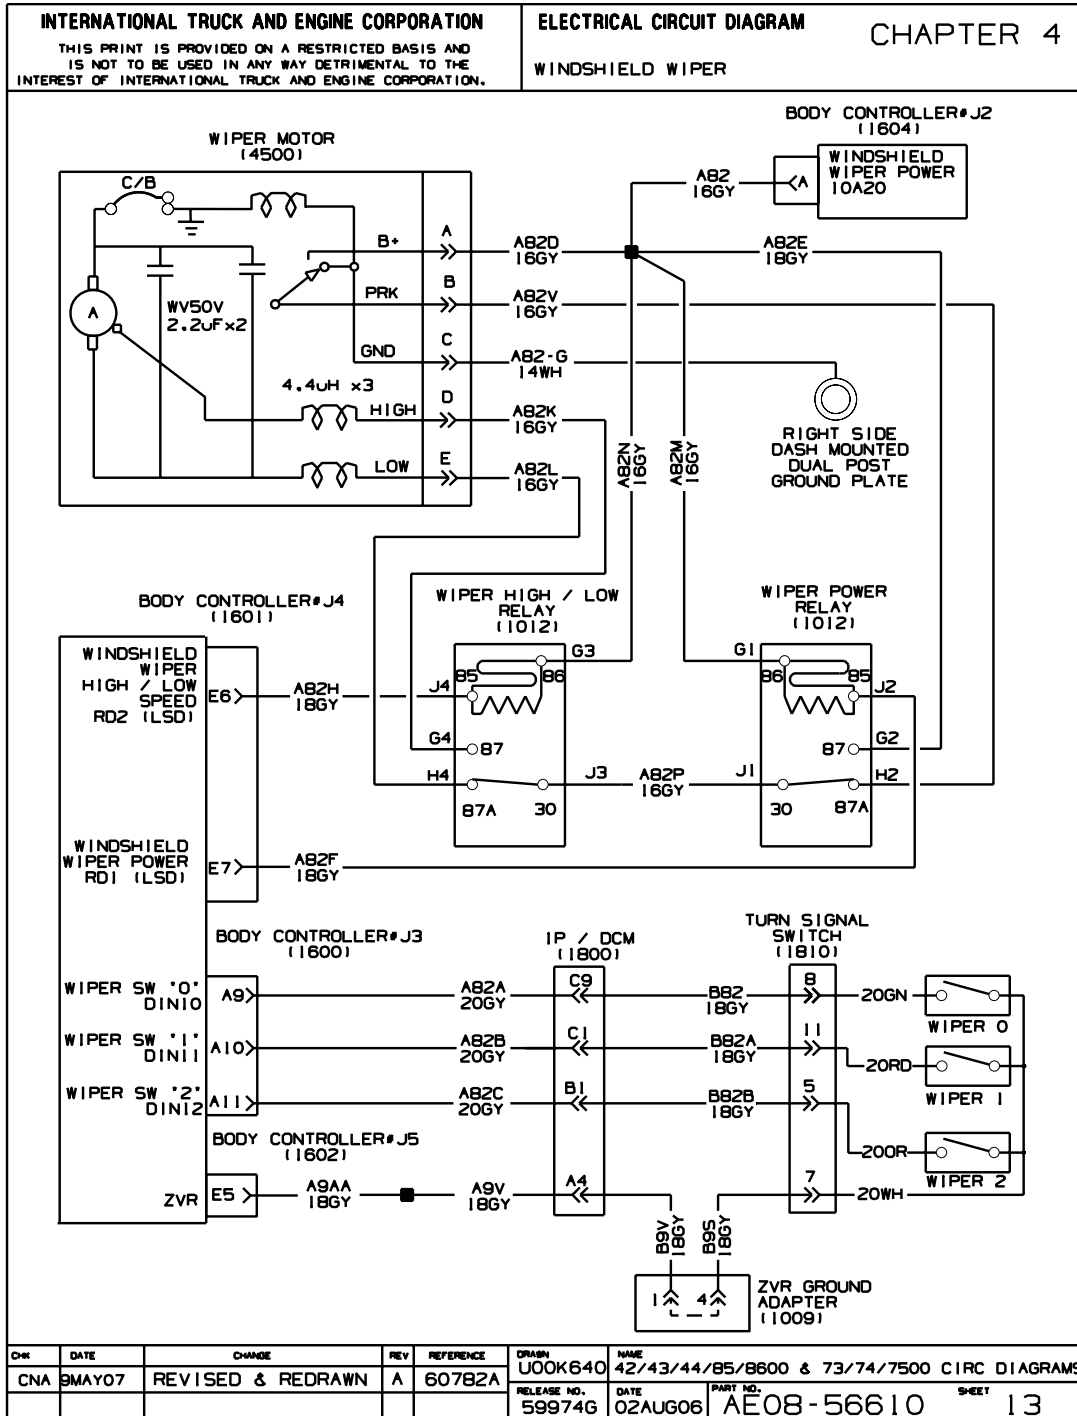 INTERNATIONAL TRUCK AND ENGINE CORPORATION
THIS PRINT IS PROVIDED ON A RESTRICTED BASIS AND
IS NOT TO BE USED IN ANY WAY DETRIMENTAL TO THE
INTEREST OF INTERNATIONAL TRUCK AND ENGINE CORPORATION.
ELECTRICAL CIRCUIT DIAGRAM
WINDSHIELD WIPER
CHAPTER 4
BODY CONTROLLER#J2
(1604)
WINDSHIELD
WIPER POWER
10A20
A
A82
16GY
WIPER MOTOR
(4500)
C/B
A
WV50V
2.2uF×2
4.4uH ×3
B+
PRK
GND
HIGH
LOW
A
B
C
D
E
A82D
16GY
A82E
18GY
A82V
16GY
A82-G
14WH
A82K
16GY
A82L
16GY
A82N
16GY
A82M
16GY
RIGHT SIDE
DASH MOUNTED
DUAL POST
GROUND PLATE
BODY CONTROLLER#J4
(1601)
WINDSHIELD
WIPER
HIGH / LOW
SPEED
RD2 (LSD)
E6
A82H
18GY
WIPER HIGH / LOW
RELAY
(1012)
G3
85
86
J4
G4
87
H4
87A
30
J3
A82P
16GY
WIPER POWER
RELAY
(1012)
G1
86
85
J2
87
G2
J1
H2
30
87A
WINDSHIELD
WIPER POWER
RD1 (LSD)
E7
A82F
18GY
BODY CONTROLLER#J3
(1600)
IP / DCM
(1800)
TURN SIGNAL
SWITCH
(1810)
WIPER SW "0"
DIN10
A9
A82A
20GY
C9
B82
18GY
8
20GN
WIPER 0
WIPER SW "1"
DIN11
A10
A82B
20GY
C1
B82A
18GY
11
20RD
WIPER 1
WIPER SW "2"
DIN12
A11
A82C
20GY
B1
B82B
18GY
5
20OR
WIPER 2
BODY CONTROLLER#J5
(1602)
ZVR
E5
A9AA
18GY
A9V
18GY
A4
7
20WH
B9V
18GY
B9S
18GY
1
4
ZVR GROUND
ADAPTER
(1009)
CHK DATE CHANGE REV REFERENCE
CNA 9MAY07 REVISED & REDRAWN A 60782A
DRAWN
U00K640
NAME
42/43/44/85/8600 & 73/74/7500 CIRC DIAGRAMS
RELEASE NO.
59974G
DATE
02AUG06
PART NO.
AE08-56610
SHEET
13